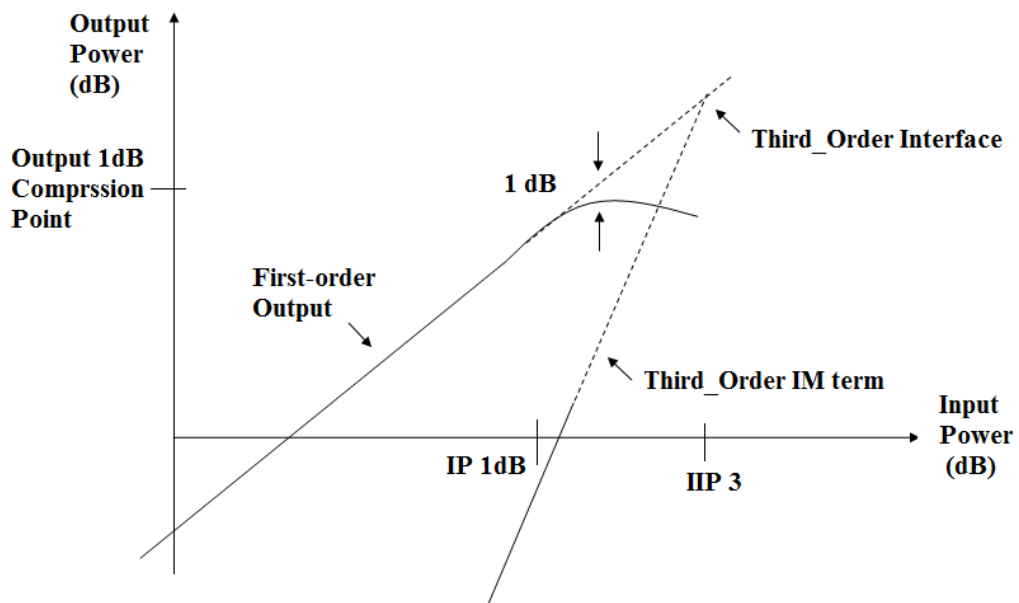 Output
Power
(dB)
Third_Order Interface
Output 1dB
Comprssion
Point
1 dB
First-order
Output
Third_Order IM term
Input
Power
(dB)
IP 1dB
IIP 3